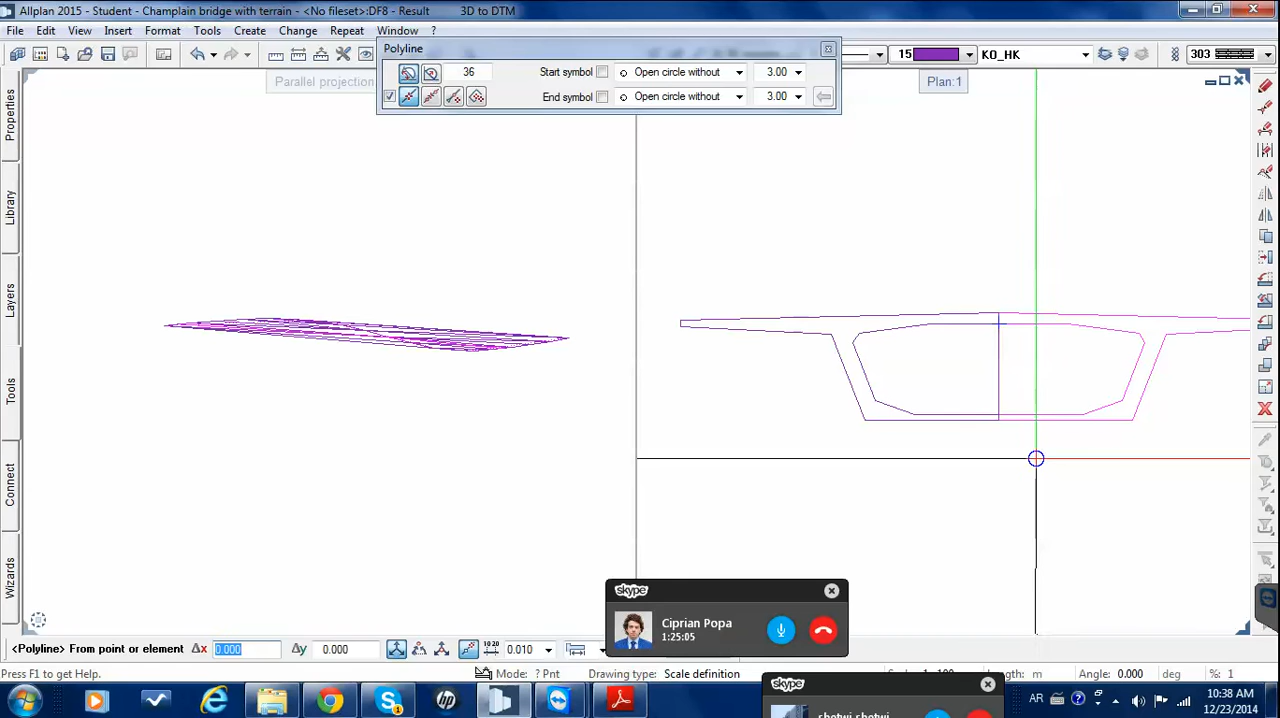 Allplan 2015 - Student - Champlain bridge with terrain - <No fileset>:DF8 - Result 3D to DTM
File Edit View Insert Format Tools Create Change Repeat Window ?
Polyline
15 KO_HK 303
36 Start symbol Open circle without 3.00
End symbol Open circle without 3.00
Parallel projection
Plan:1
Properties
Library
Layers
Tools
Connect
Wizards
skype
Ciprian Popa
1:25:05
<Polyline> From point or element Δx 0.000 Δy 0.000 1020 0.010
Press F1 to get Help. Mode: ? Pnt Drawing type: Scale definition Angle: 0.000 deg %: 1
skype
AR
10:38 AM
12/23/2014